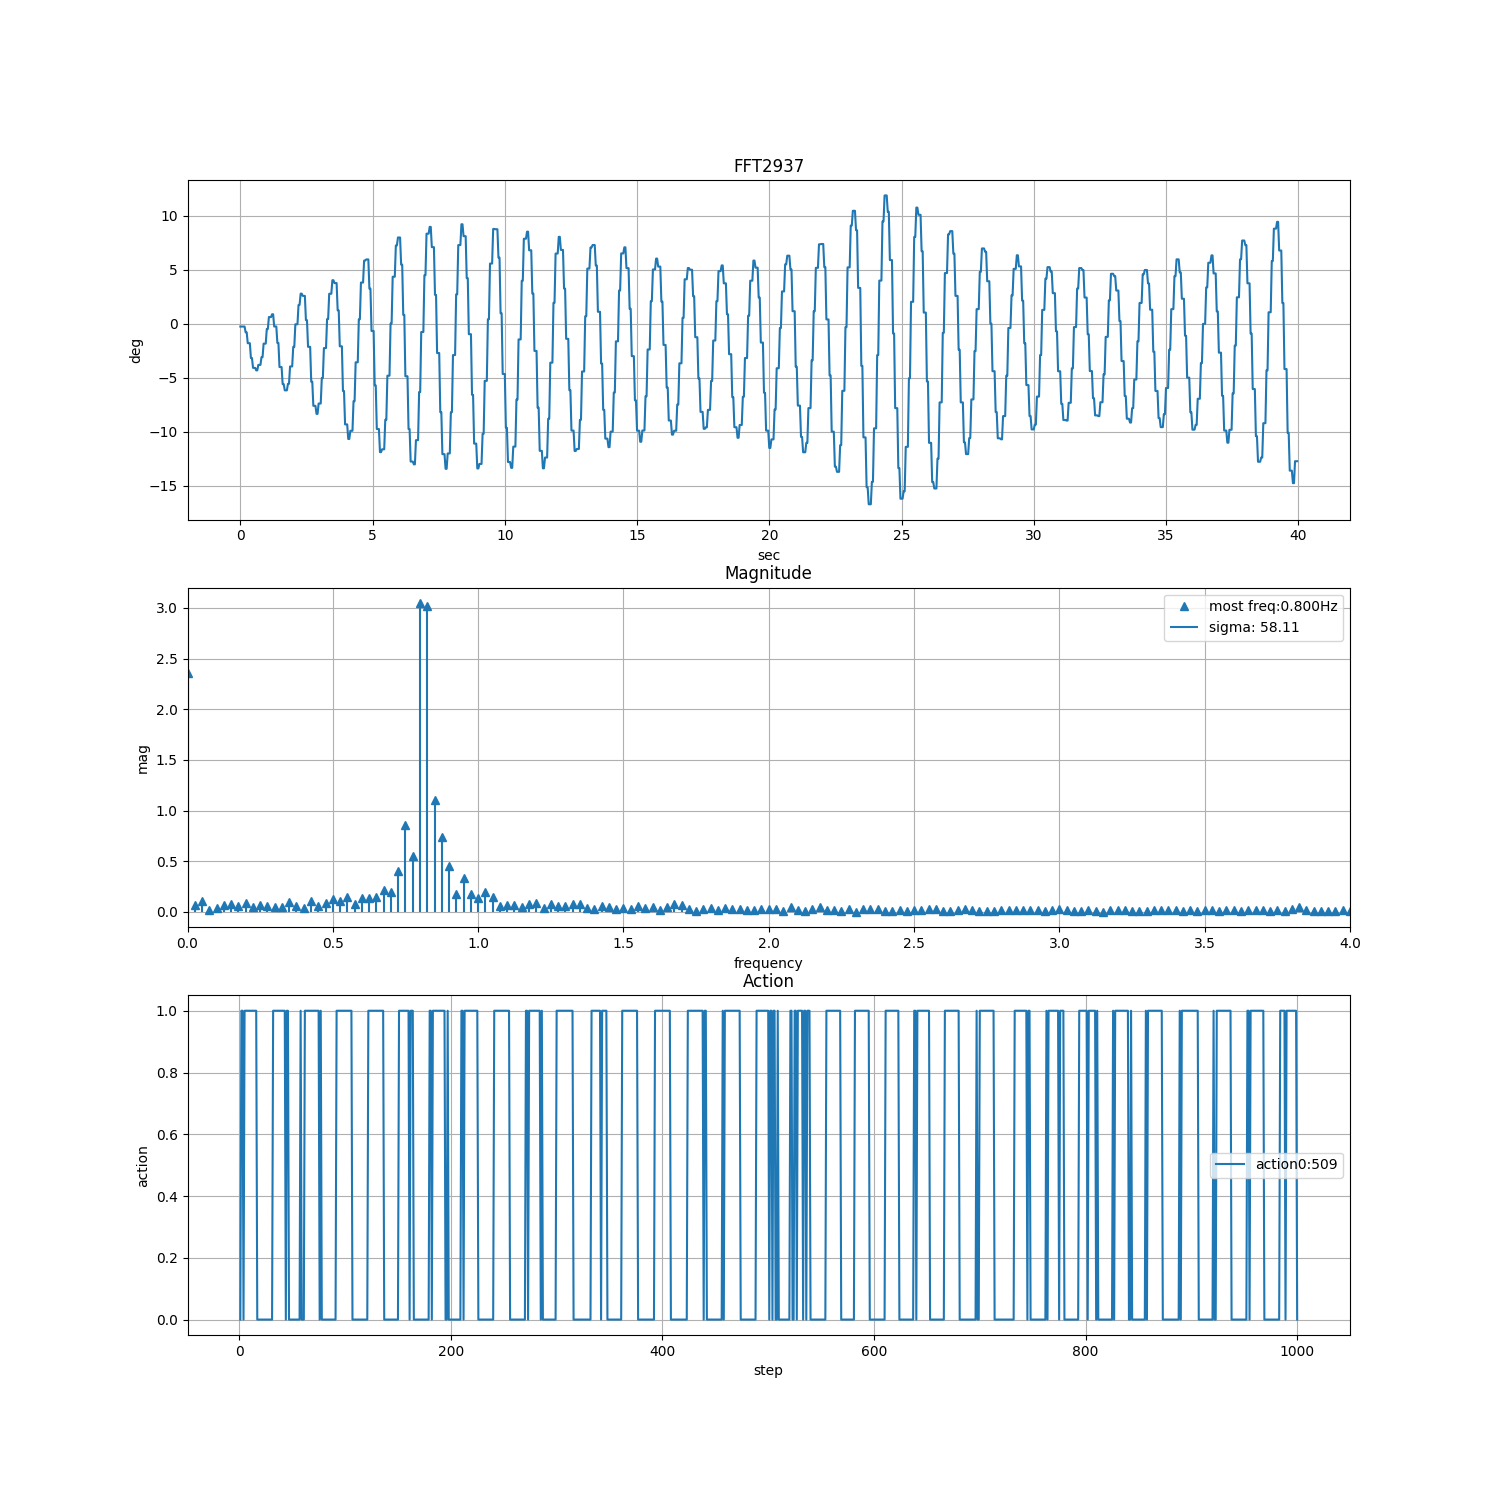 FFT2937
10
5
0
−5
−10
−15
deg
0 5 10 15 20 25 30 35 40
sec
Magnitude
3.0
2.5
2.0
1.5
1.0
0.5
0.0
mag
most freq:0.800Hz
sigma: 58.11
0.0 0.5 1.0 1.5 2.0 2.5 3.0 3.5 4.0
frequency
Action
1.0
0.8
0.6
0.4
0.2
0.0
action
action0:509
0 200 400 600 800 1000
step